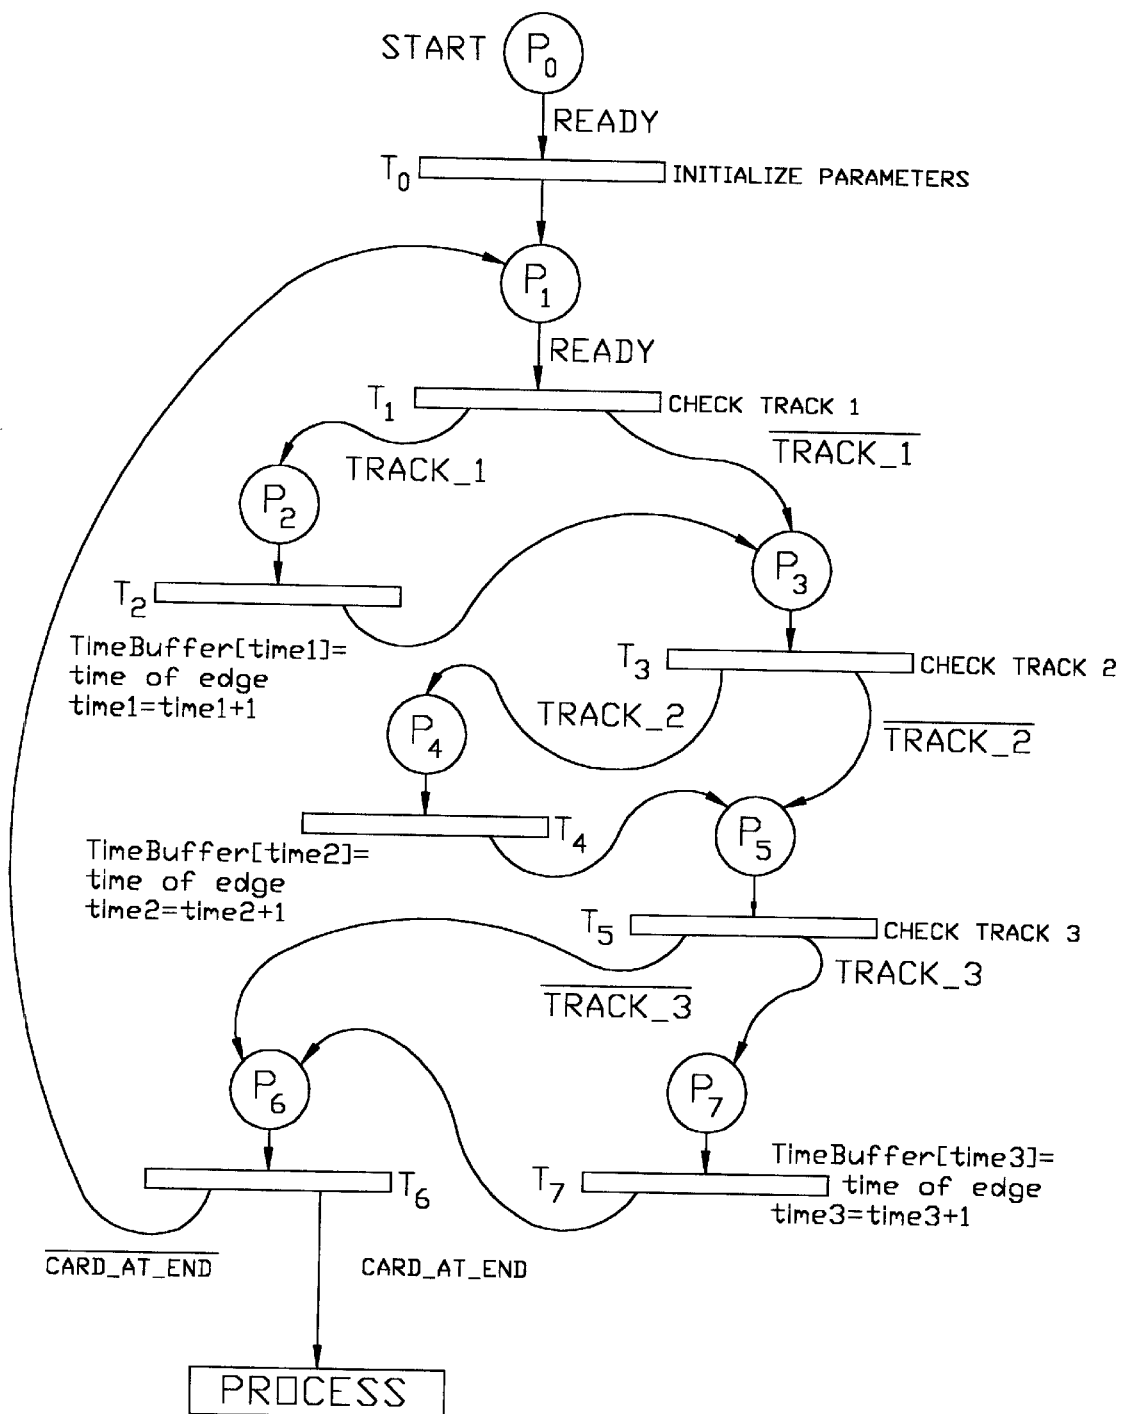 START P0
READY
T0 INITIALIZE PARAMETERS
P1
READY
T1 CHECK TRACK 1
TRACK_1
TRACK_1
P2
P3
T2
TimeBuffer[time1]=
time of edge
time1=time1+1
T3 CHECK TRACK 2
TRACK_2
TRACK_2
P4
P5
T4
TimeBuffer[time2]=
time of edge
time2=time2+1
T5 CHECK TRACK 3
TRACK_3
TRACK_3
P6
P7
T6
T7
TimeBuffer[time3]=
time of edge
time3=time3+1
CARD_AT_END
CARD_AT_END
PROCESS